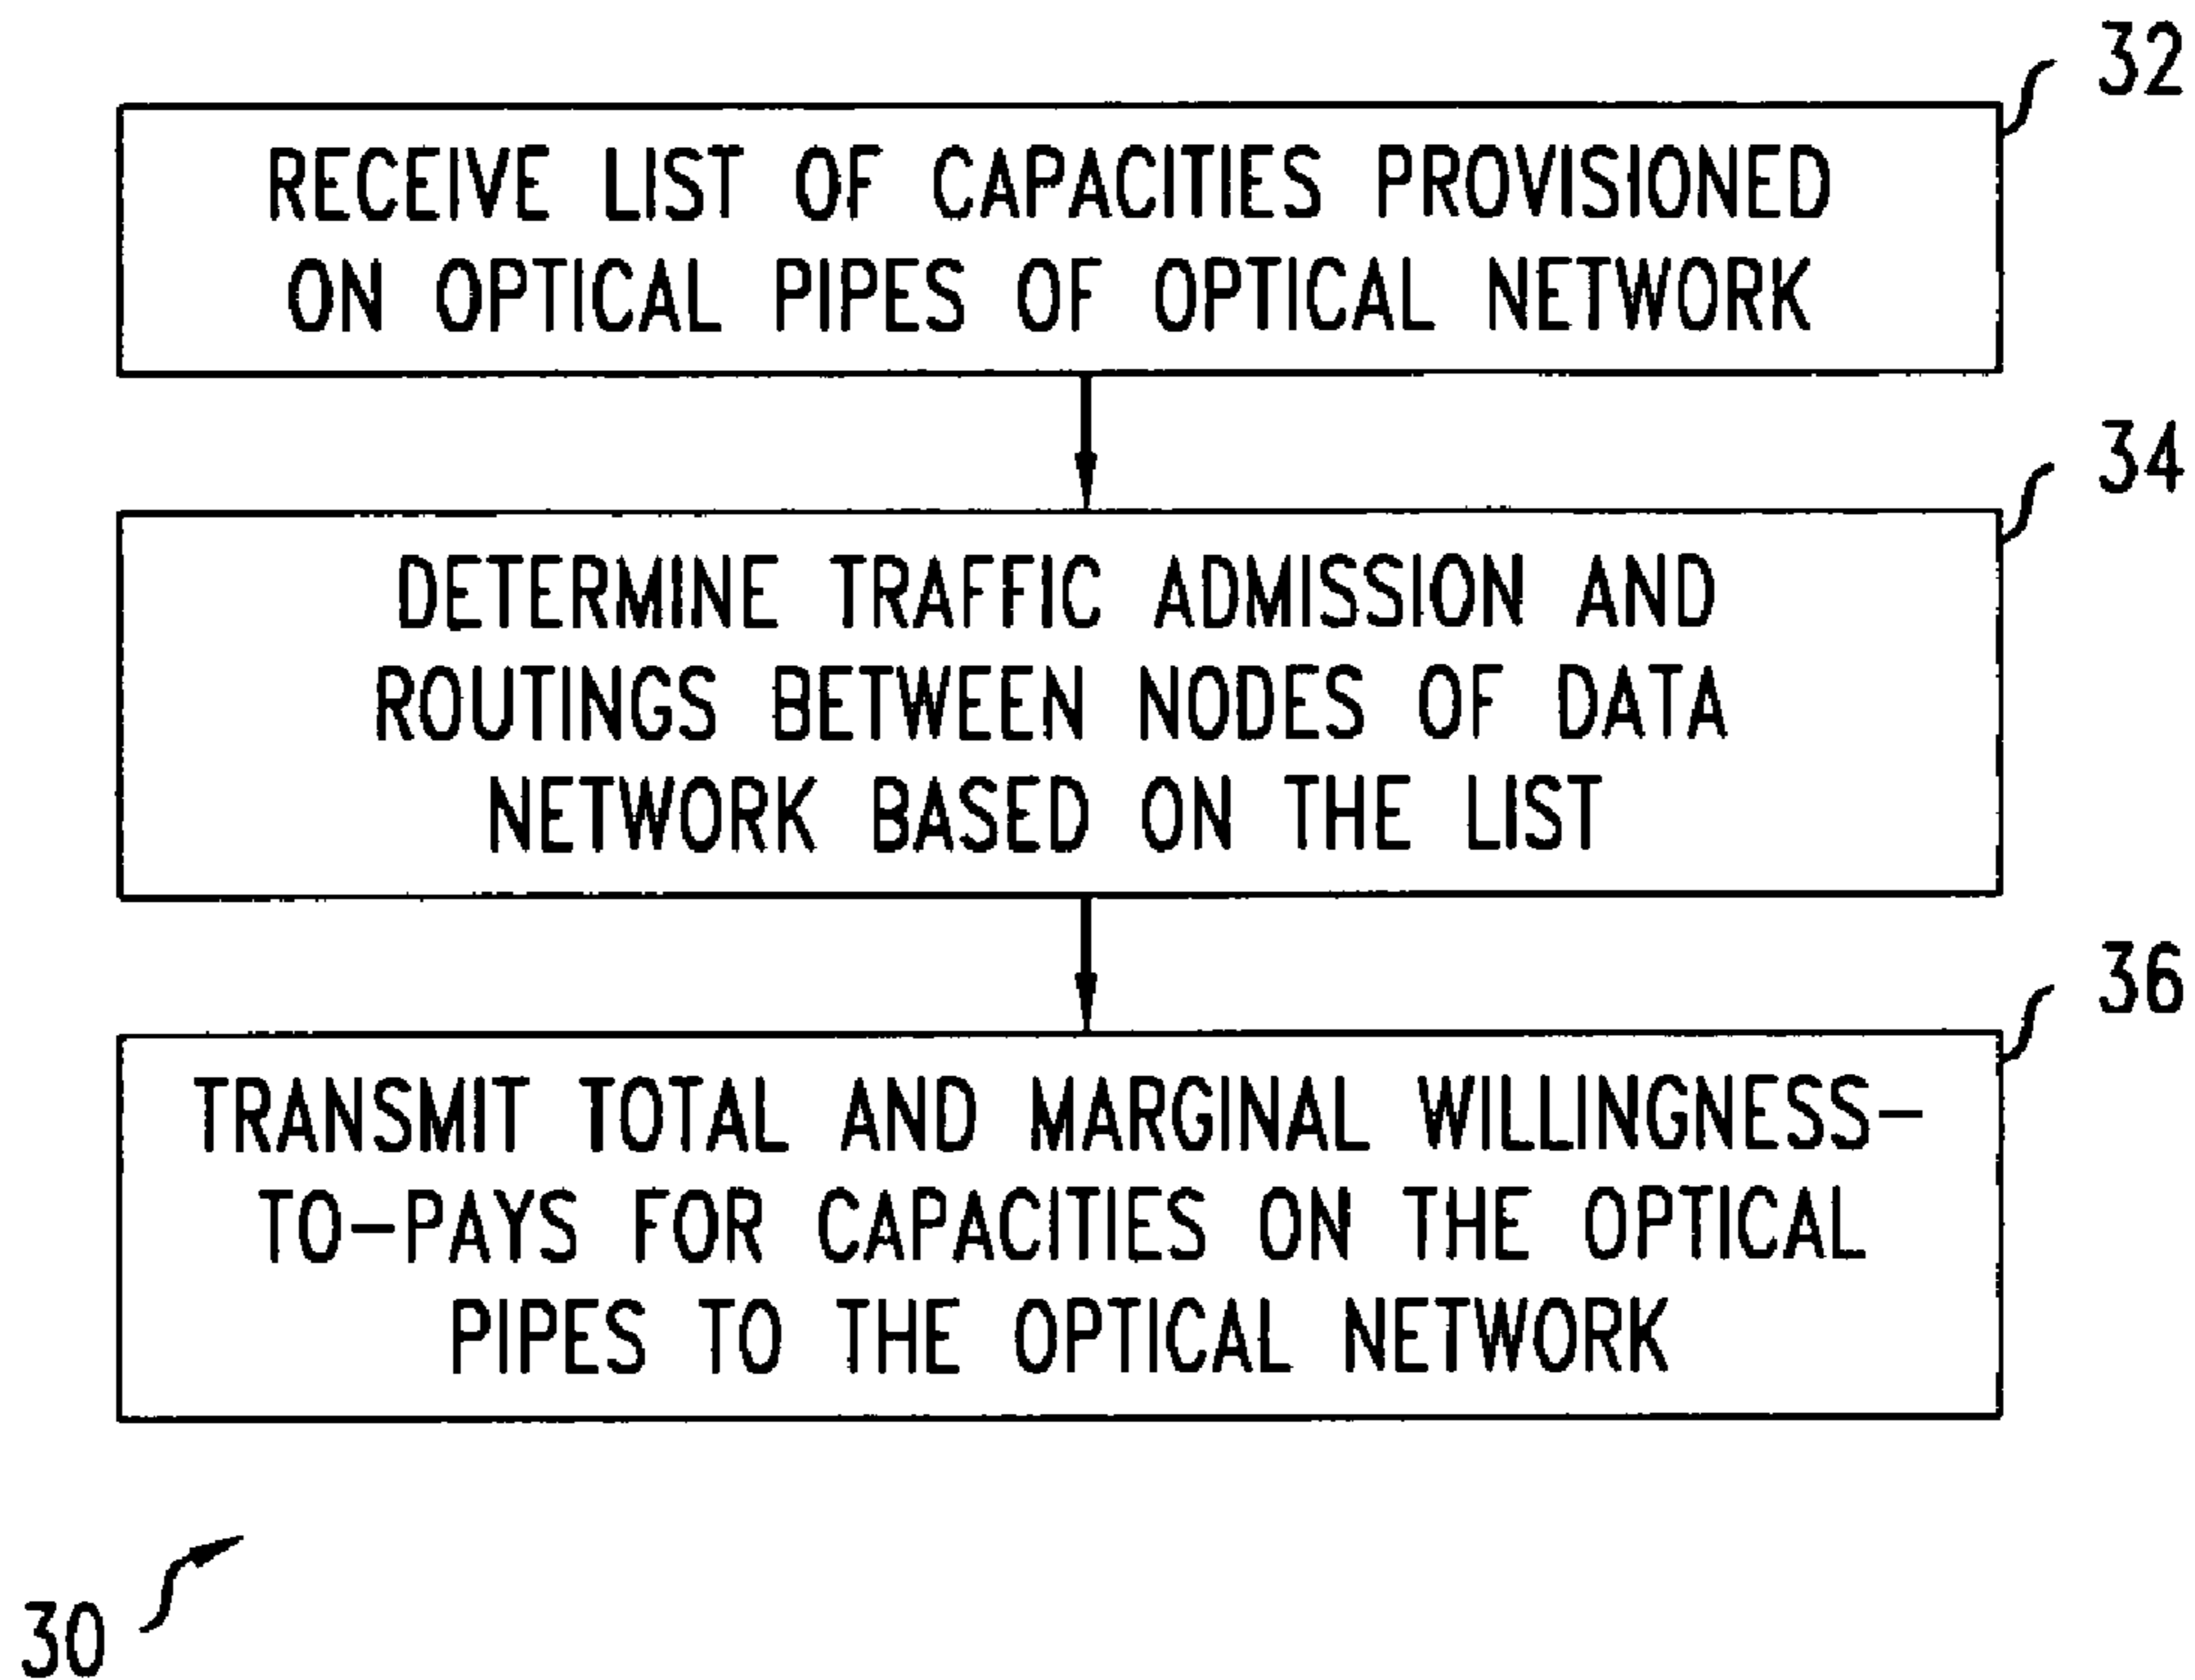 32
RECEIVE LIST OF CAPACITIES PROVISIONED
ON OPTICAL PIPES OF OPTICAL NETWORK
34
DETERMINE TRAFFIC ADMISSION AND
ROUTINGS BETWEEN NODES OF DATA
NETWORK BASED ON THE LIST
36
TRANSMIT TOTAL AND MARGINAL WILLINGNESS-
TO-PAYS FOR CAPACITIES ON THE OPTICAL
PIPES TO THE OPTICAL NETWORK
30